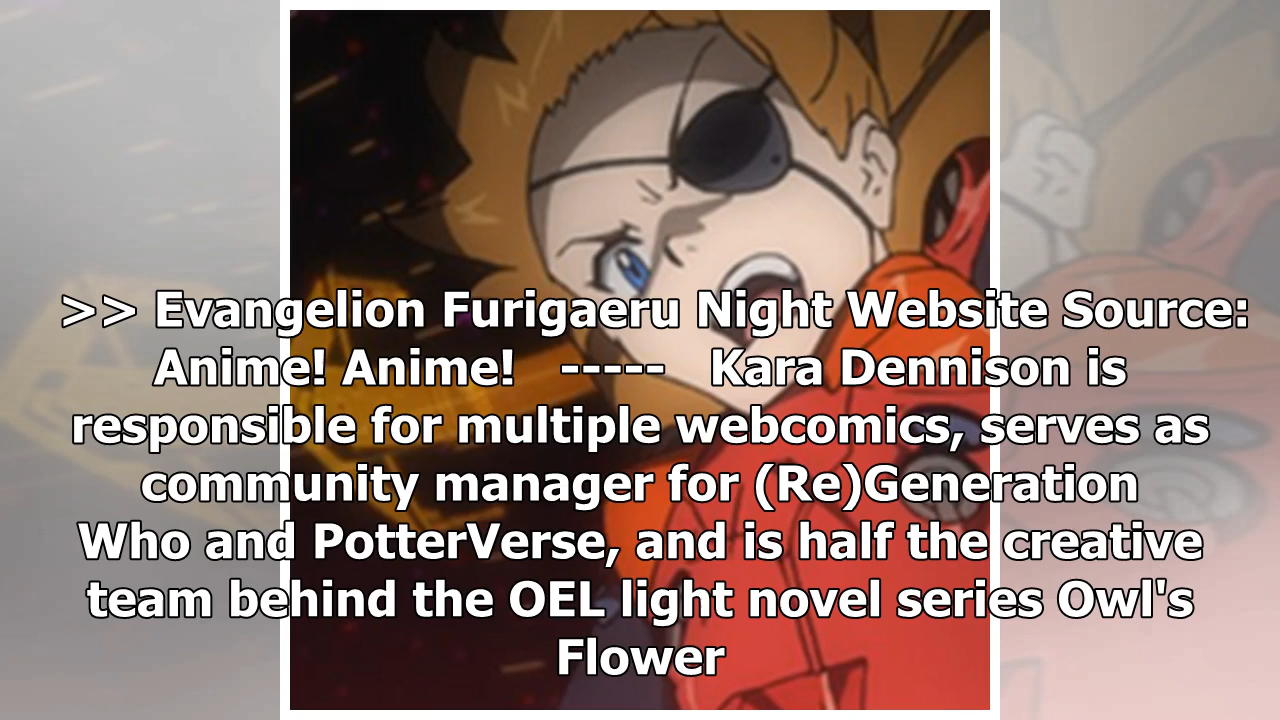 >> Evangelion Furigaeru Night Website Source:
Anime! Anime!   -----   Kara Dennison is
responsible for multiple webcomics, serves as
community manager for (Re)Generation
Who and PotterVerse, and is half the creative
team behind the OEL light novel series Owl's
Flower